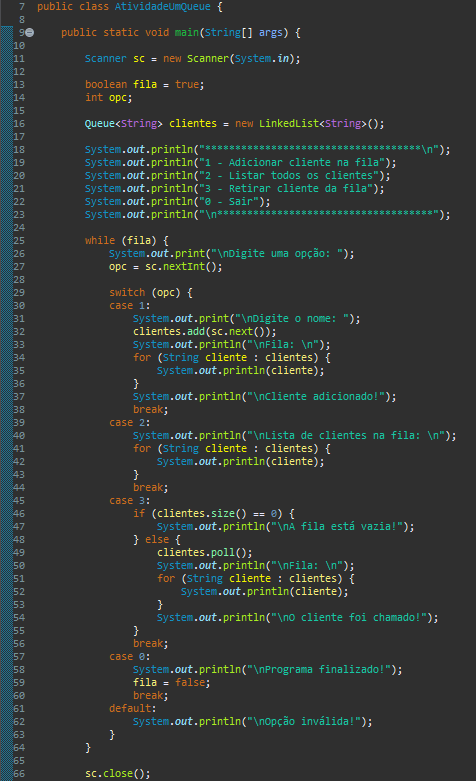 7 public class AtividadeUmQueue {
8
9 public static void main(String[] args) {
10
11 Scanner sc = new Scanner(System.in);
12
13 boolean fila = true;
14 int opc;
15
16 Queue<String> clientes = new LinkedList<String>();
17
18 System.out.println("************************************\n");
19 System.out.println("1 - Adicionar cliente na fila");
20 System.out.println("2 - Listar todos os clientes");
21 System.out.println("3 - Retirar cliente da fila");
22 System.out.println("0 - Sair");
23 System.out.println("\n************************************");
24
25 while (fila) {
26 System.out.print("\nDigite uma opção: ");
27 opc = sc.nextInt();
28
29 switch (opc) {
30 case 1:
31 System.out.print("\nDigite o nome: ");
32 clientes.add(sc.next());
33 System.out.println("\nFila: \n");
34 for (String cliente : clientes) {
35 System.out.println(cliente);
36 }
37 System.out.println("\nCliente adicionado!");
38 break;
39 case 2:
40 System.out.println("\nLista de clientes na fila: \n");
41 for (String cliente : clientes) {
42 System.out.println(cliente);
43 }
44 break;
45 case 3:
46 if (clientes.size() == 0) {
47 System.out.println("\nA fila está vazia!");
48 } else {
49 clientes.poll();
50 System.out.println("\nFila: \n");
51 for (String cliente : clientes) {
52 System.out.println(cliente);
53 }
54 System.out.println("\nO cliente foi chamado!");
55 }
56 break;
57 case 0:
58 System.out.println("\nPrograma finalizado!");
59 fila = false;
60 break;
61 default:
62 System.out.println("\nOpção inválida!");
63 }
64 }
65
66 sc.close();